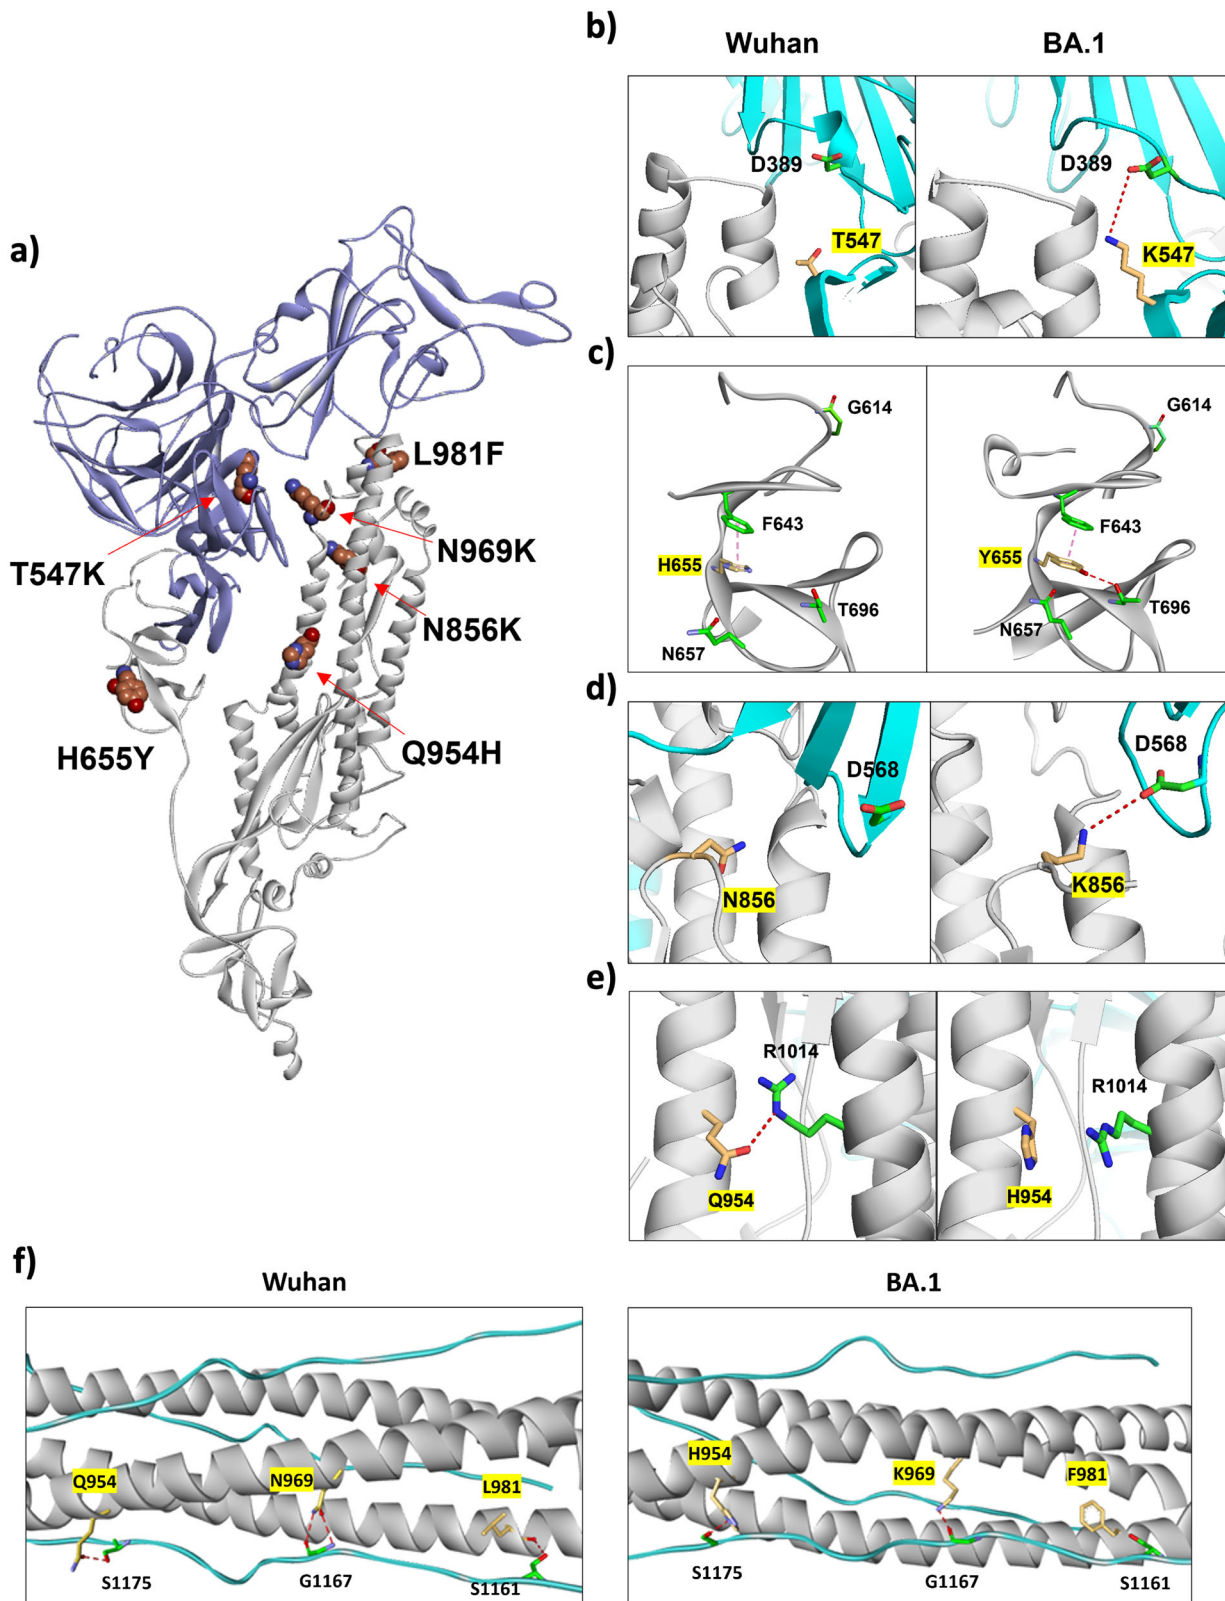 a)
L981F
T547K
N969K
N856K
H655Y
Q954H
b)
Wuhan
BA.1
D389
T547
D389
K547
c)
G614
F643
H655
T696
N657
G614
F643
Y655
T696
N657
d)
D568
N856
D568
K856
e)
R1014
Q954
R1014
H954
f)
Wuhan
BA.1
Q954
N969
L981
S1175
G1167
S1161
H954
K969
F981
S1175
G1167
S1161